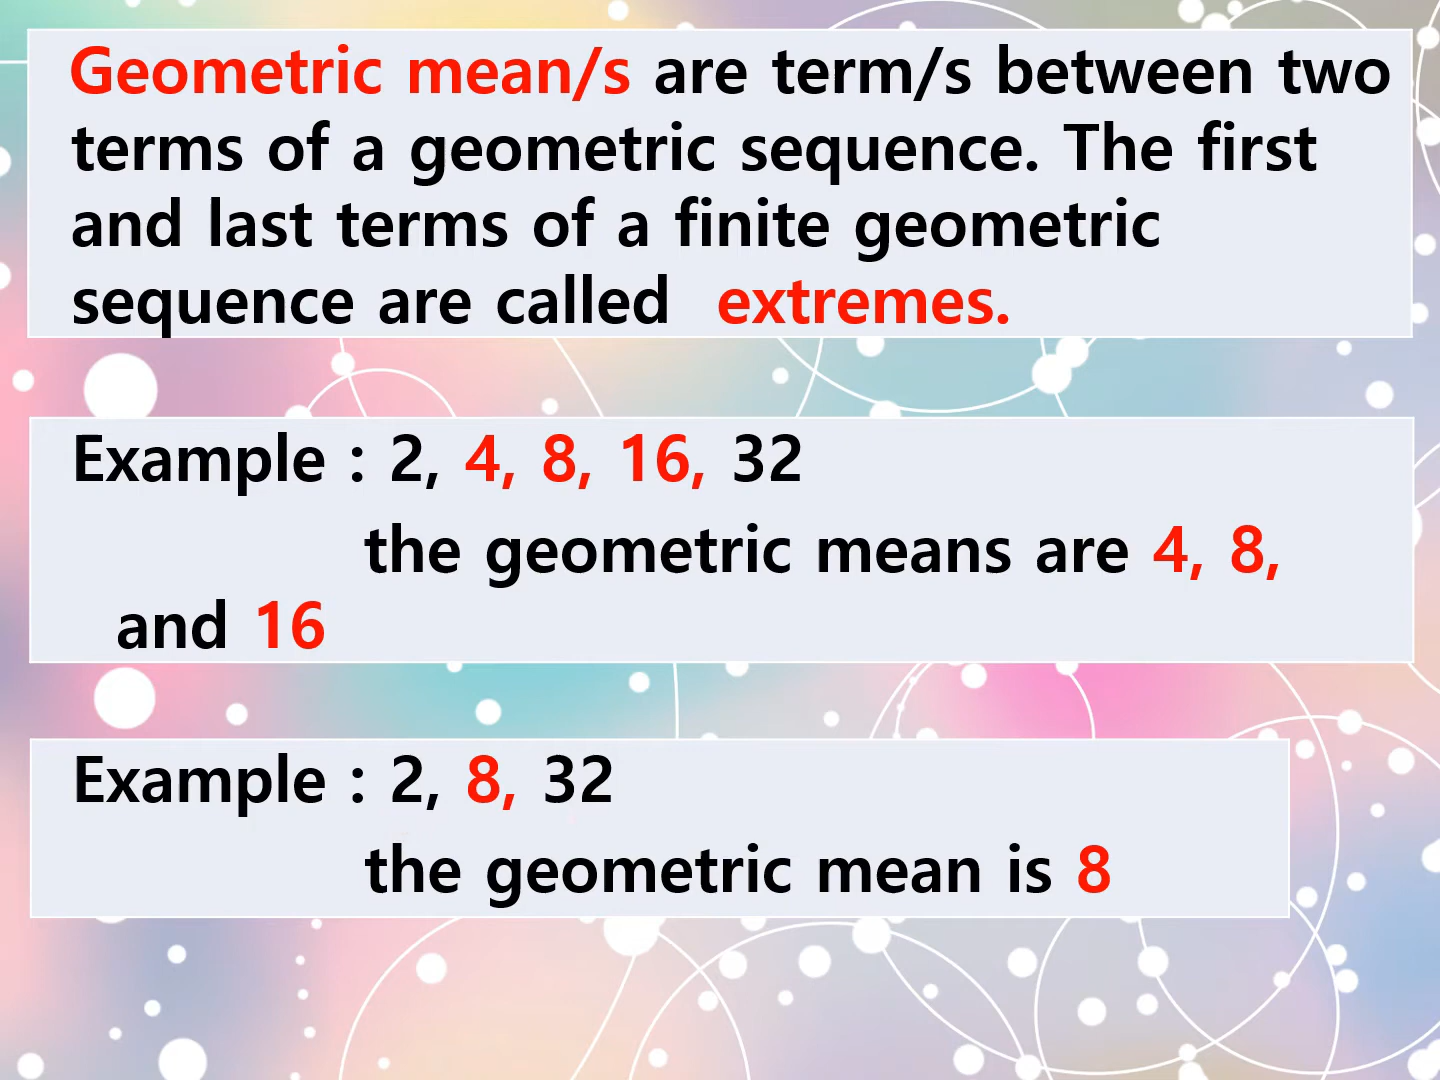 Geometric mean/s are term/s between two
terms of a geometric sequence. The first
and last terms of a finite geometric
sequence are called extremes.
Example : 2, 4, 8, 16, 32
the geometric means are 4, 8,
and 16
Example : 2, 8, 32
the geometric mean is 8